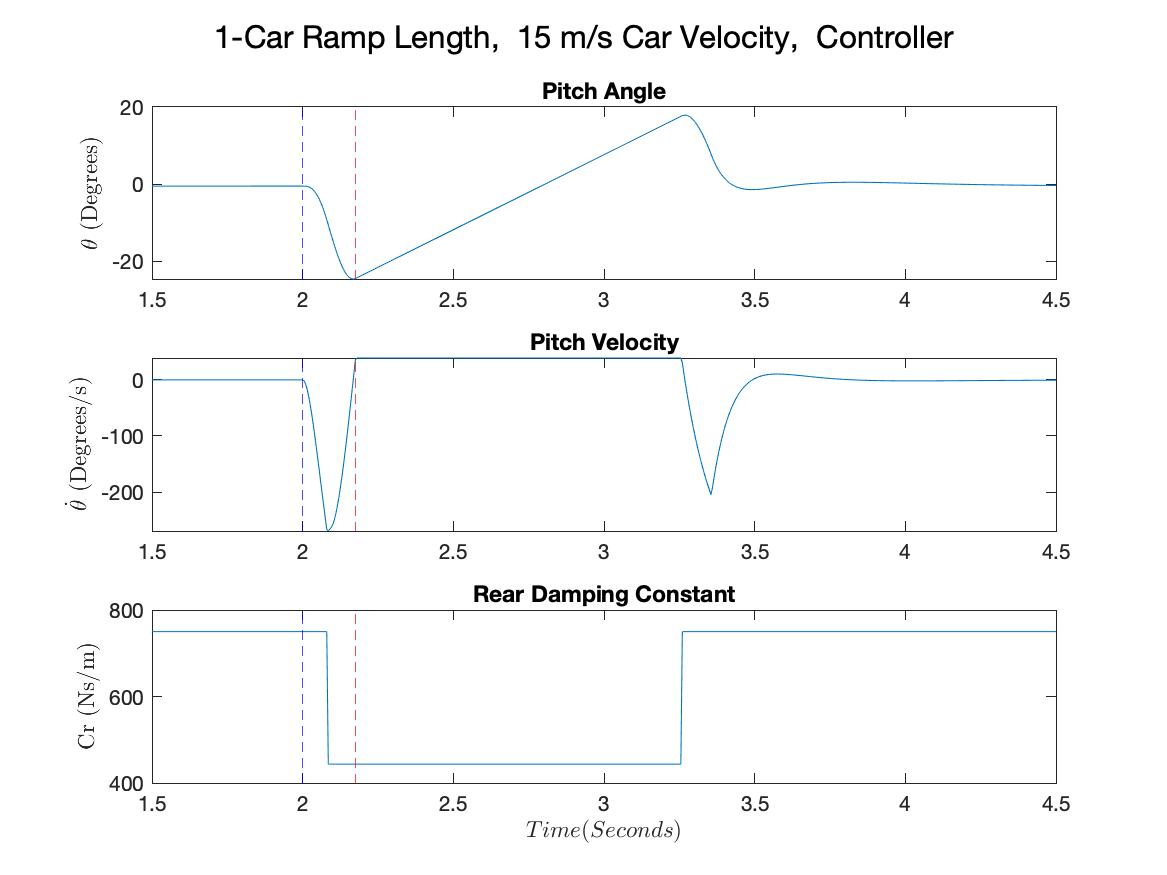 1-Car Ramp Length, 15 m/s Car Velocity, Controller
Pitch Angle
20
0
-20
θ (Degrees)
1.5 2 2.5 3 3.5 4 4.5
Pitch Velocity
0
-100
-200
θ̇ (Degrees/s)
1.5 2 2.5 3 3.5 4 4.5
Rear Damping Constant
800
600
400
Cr (Ns/m)
1.5 2 2.5 3 3.5 4 4.5
Time(Seconds)